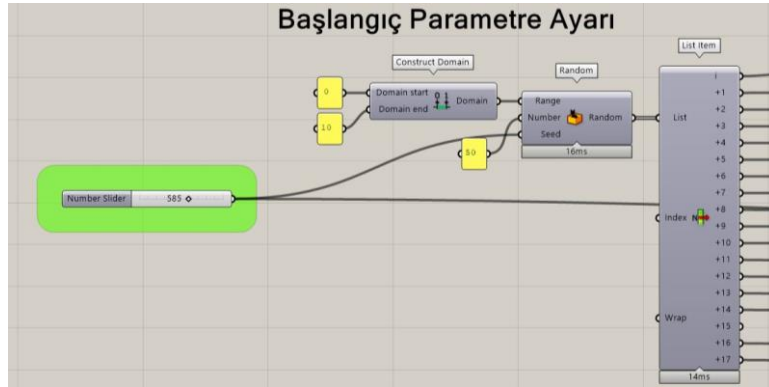 Başlangıç Parametre Ayarı
List Item
Construct Domain
Random
0
Domain start
Domain
Domain end
10
Range
Number
Random
Seed
50
16ms
Number Slider
585
i
+1
+2
List
+3
+4
+5
+6
+7
+8
Index
N
+9
+10
+11
+12
+13
+14
Wrap
+15
+16
+17
14ms